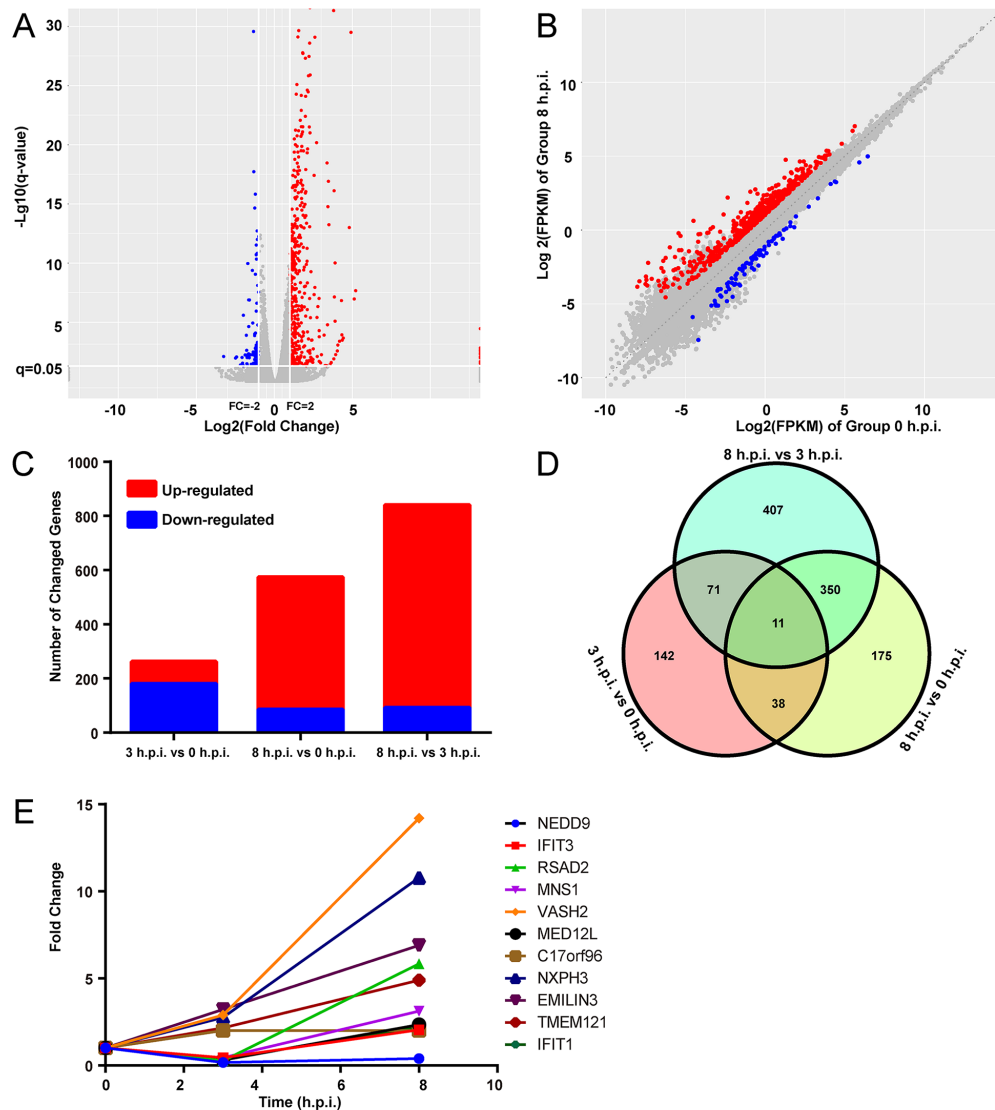 A
30
25
20
15
10
5
q=0.05
-Lg10(q-value)
-10
-5
FC=-2
0
FC=2
5
Log2(Fold Change)
B
10
5
0
-5
-10
Log 2(FPKM) of Group 8 h.p.i.
-10
-5
0
5
10
Log2(FPKM) of Group 0 h.p.i.
C
1000
800
600
400
200
0
Number of Changed Genes
Up-regulated
Down-regulated
3 h.p.i. vs 0 h.p.i.
8 h.p.i. vs 0 h.p.i.
8 h.p.i. vs 3 h.p.i.
D
8 h.p.i. vs 3 h.p.i.
407
71
350
11
142
175
38
3 h.p.i. vs 0 h.p.i.
8 h.p.i. vs 0 h.p.i.
E
15
10
5
0
Fold Change
0
2
4
6
8
10
Time (h.p.i.)
NEDD9
IFIT3
RSAD2
MNS1
VASH2
MED12L
C17orf96
NXPH3
EMILIN3
TMEM121
IFIT1